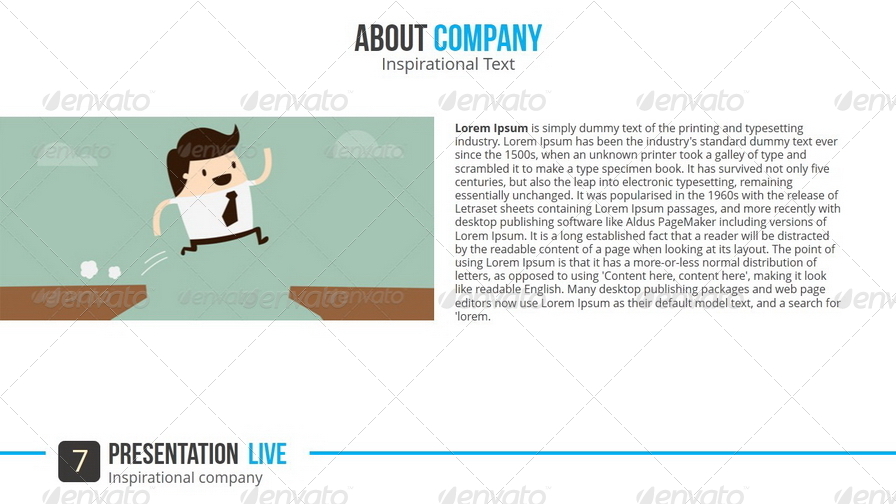 ABOUT COMPANY
Inspirational Text
Lorem Ipsum is simply dummy text of the printing and typesetting
industry. Lorem Ipsum has been the industry's standard dummy text ever
since the 1500s, when an unknown printer took a galley of type and
scrambled it to make a type specimen book. It has survived not only five
centuries, but also the leap into electronic typesetting, remaining
essentially unchanged. It was popularised in the 1960s with the release of
Letraset sheets containing Lorem Ipsum passages, and more recently with
desktop publishing software like Aldus PageMaker including versions of
Lorem Ipsum. It is a long established fact that a reader will be distracted
by the readable content of a page when looking at its layout. The point of
using Lorem Ipsum is that it has a more-or-less normal distribution of
letters, as opposed to using 'Content here, content here', making it look
like readable English. Many desktop publishing packages and web page
editors now use Lorem Ipsum as their default model text, and a search for
'lorem.
7
PRESENTATION LIVE
Inspirational company
envato